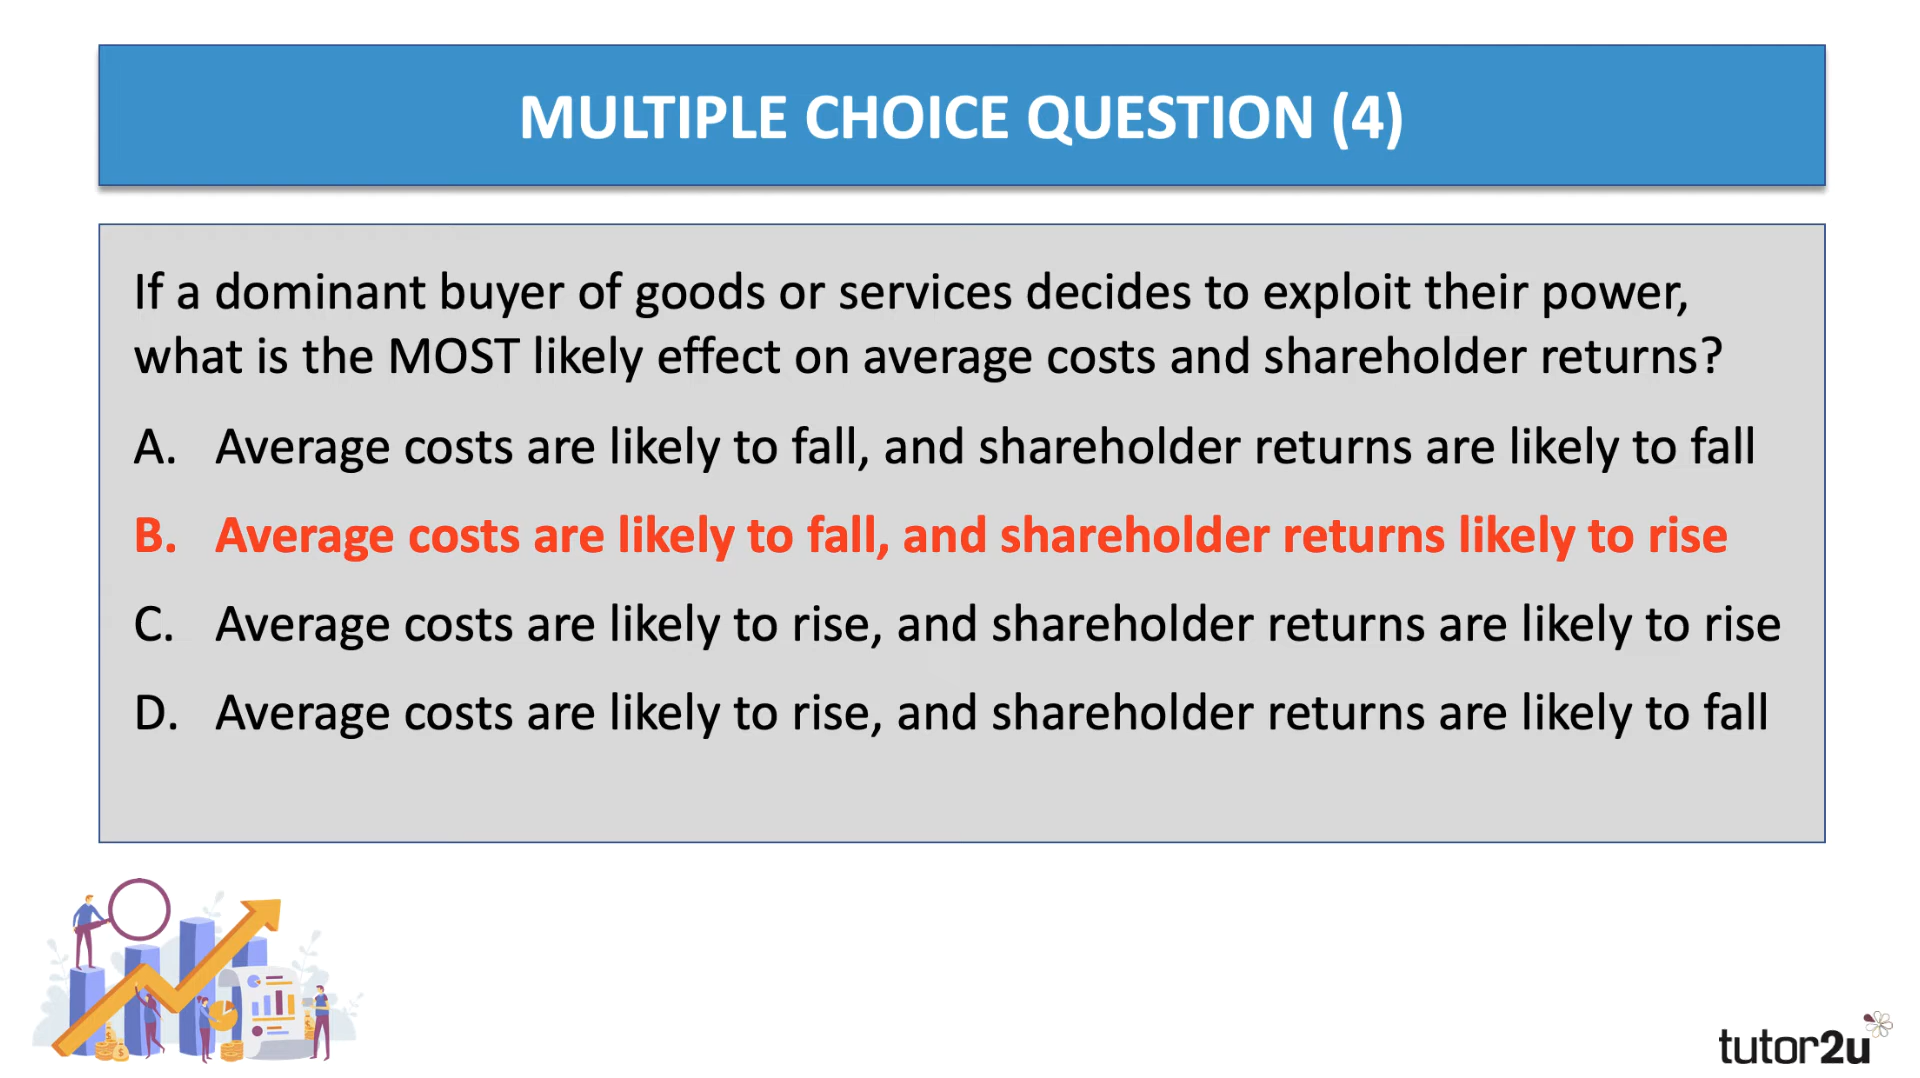 MULTIPLE CHOICE QUESTION (4)
If a dominant buyer of goods or services decides to exploit their power,
what is the MOST likely effect on average costs and shareholder returns?
A. Average costs are likely to fall, and shareholder returns are likely to fall
B. Average costs are likely to fall, and shareholder returns likely to rise
C. Average costs are likely to rise, and shareholder returns are likely to rise
D. Average costs are likely to rise, and shareholder returns are likely to fall
tutor2u